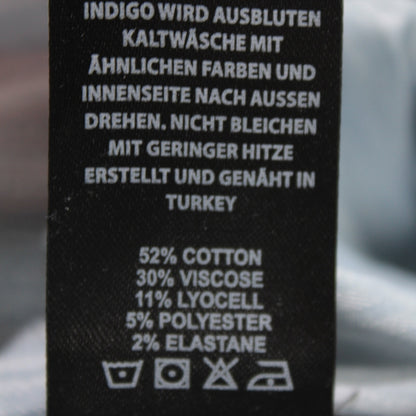 INDIGO WIRD AUSBLUTEN
KALTWÄSCHE MIT
ÄHNLICHEN FARBEN UND
INNENSEITE NACH AUSSEN
DREHEN. NICHT BLEICHEN
MIT GERINGER HITZE
ERSTELLT UND GENÄHT IN
TURKEY
52% COTTON
30% VISCOSE
11% LYOCELL
5% POLYESTER
2% ELASTANE